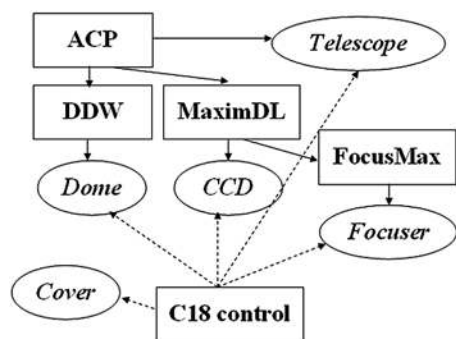 ACP
Telescope
DDW
MaximDL
FocusMax
Dome
CCD
Focuser
Cover
C18 control